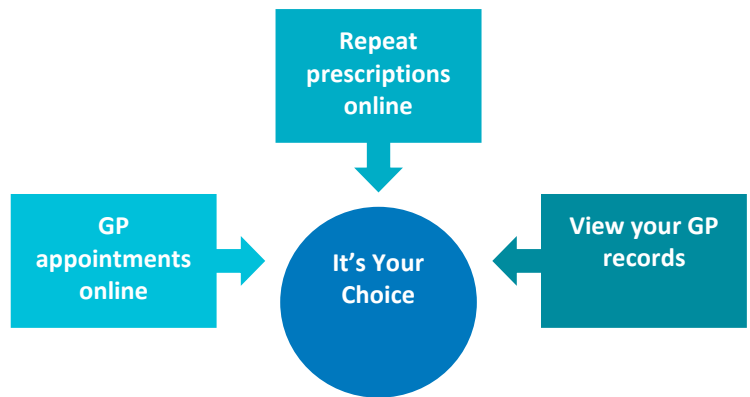 Repeat
prescriptions
online
GP
appointments
online
It’s Your
Choice
View your GP
records